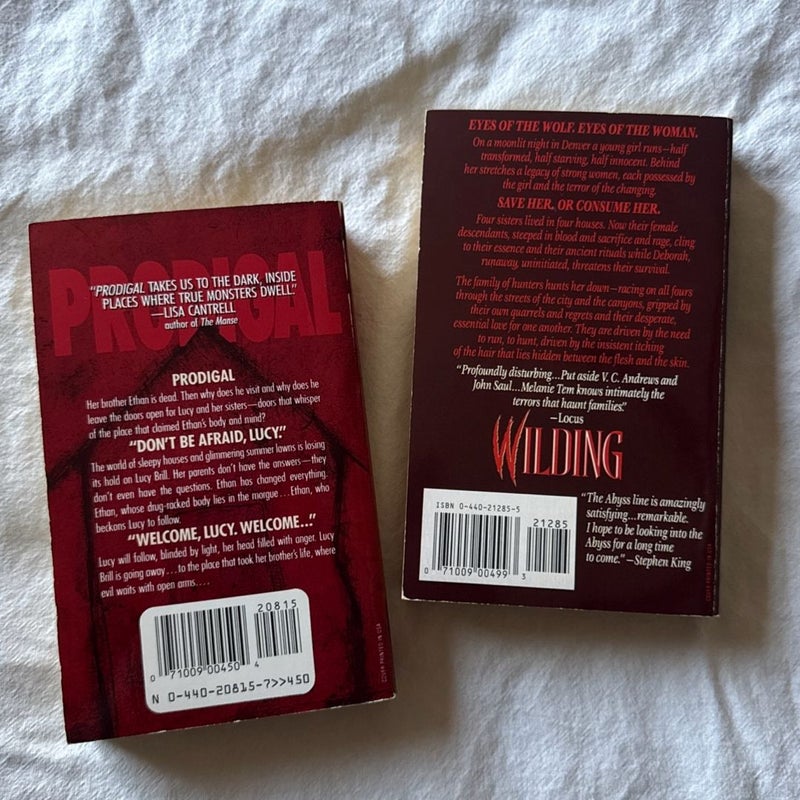 PRODIGAL
"PRODIGAL TAKES US TO THE DARK, INSIDE
PLACES WHERE TRUE MONSTERS DWELL."
—LISA CANTRELL
author of The Manse
PRODIGAL
Her brother Ethan is dead. Then why does he visit and why does he
leave the doors open for Lucy and her sisters—doors that whisper
of the place that claimed Ethan's body and mind?
"DON'T BE AFRAID, LUCY."
The world of sleepy houses and glimmering summer lawns is losing
its hold on Lucy Brill. Her parents don't have the answers—they
don't even have the questions. Ethan has changed everything.
Ethan, whose drug-racked body lies in the morgue... Ethan, who
beckons Lucy to follow.
"WELCOME, LUCY. WELCOME..."
Lucy will follow, blinded by light, her head filled with anger. Lucy
Brill is going away...to the place that took her brother's life, where
evil waits with open arms....
20815
0 71009 00450 4
N 0-440-20815-7>>450
COVER PRINTED IN USA
EYES OF THE WOLF. EYES OF THE WOMAN.
On a moonlit night in Denver a young girl runs—half
transformed, half starving, half innocent. Behind
her stretches a legacy of strong women, each possessed by
the girl and the terror of the changing.
SAVE HER. OR CONSUME HER.
Four sisters lived in four houses. Now their female
descendants, steeped in blood and sacrifice and rage, cling
to their essence and their ancient rituals while Deborah,
runaway, uninitiated, threatens their survival.
The family of hunters hunt her down—racing on all fours
through the streets of the city and the canyons, gripped by
their own quarrels and regrets and their desperate,
essential love for one another. They are driven by the need
to run, to hunt, driven by the insistent itching
of the hair that lies hidden between the flesh and the skin.
"Profoundly disturbing...Put aside V. C. Andrews and
John Saul...Melanie Tem knows intimately the
terrors that haunt families."
—Locus
WILDING
ISBN 0-440-21285-5
21285
0 71009 00499 3
"The Abyss line is amazingly
satisfying...remarkable.
I hope to be looking into the
Abyss for a long time
to come." —Stephen King
COVER PRINTED IN USA